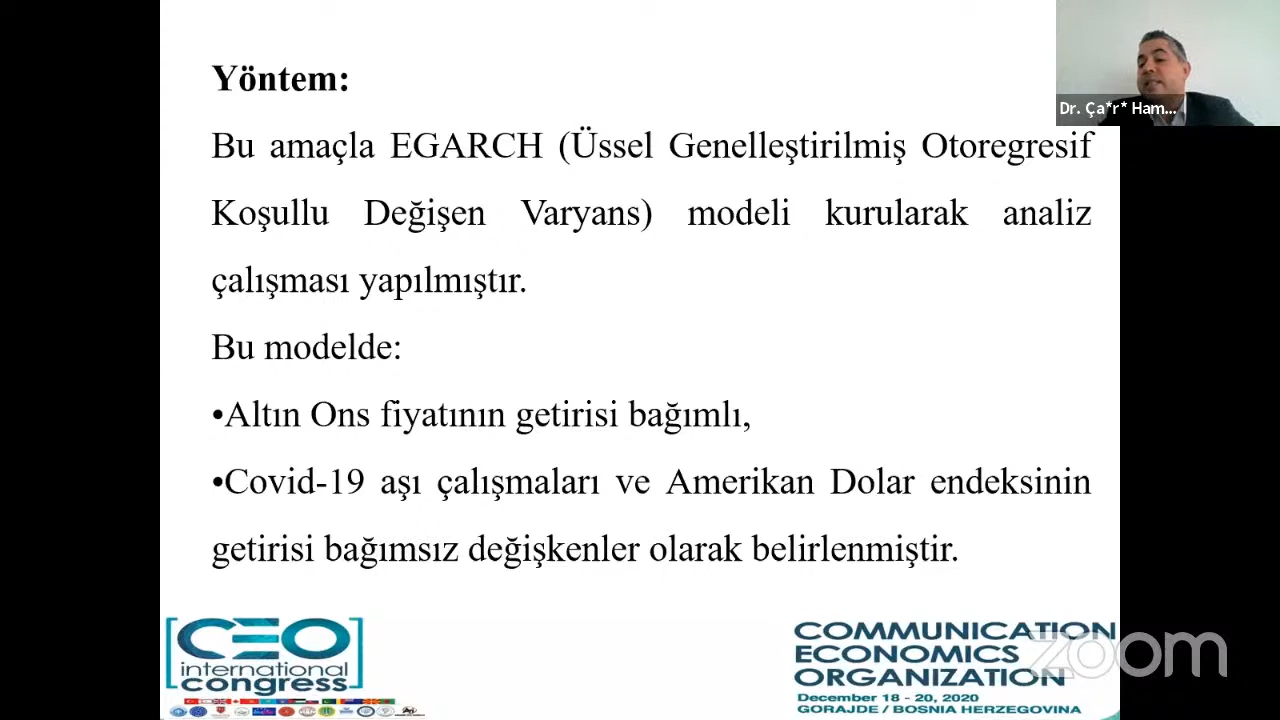 Yöntem:
Bu amaçla EGARCH (Üssel Genelleştirilmiş Otoregresif
Koşullu Değişen Varyans) modeli kurularak analiz
çalışması yapılmıştır.
Bu modelde:
•Altın Ons fiyatının getirisi bağımlı,
•Covid-19 aşı çalışmaları ve Amerikan Dolar endeksinin
getirisi bağımsız değişkenler olarak belirlenmiştir.
Dr. Ça*r* Ham...
CEO
international
congress
COMMUNICATION
ECONOMICS
ORGANIZATION
December 18 - 20, 2020
GORAJDE / BOSNIA HERZEGOVINA
zoom